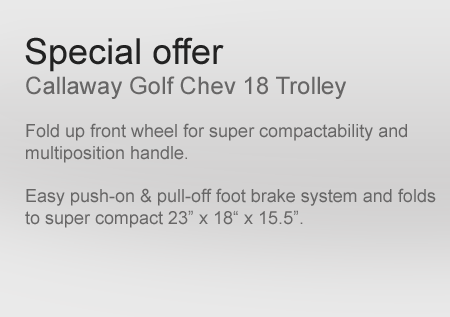 Special offer
Callaway Golf Chev 18 Trolley
Fold up front wheel for super compactability and
multiposition handle.
Easy push-on & pull-off foot brake system and folds
to super compact 23” x 18“ x 15.5”.